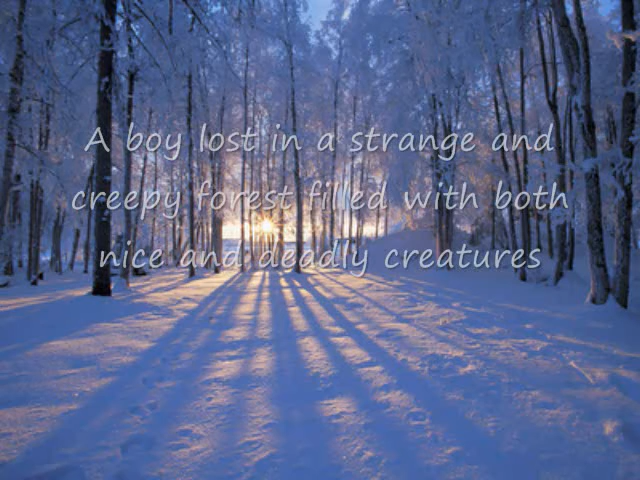 A boy lost in a strange and
creepy forest filled with both
nice and deadly creatures